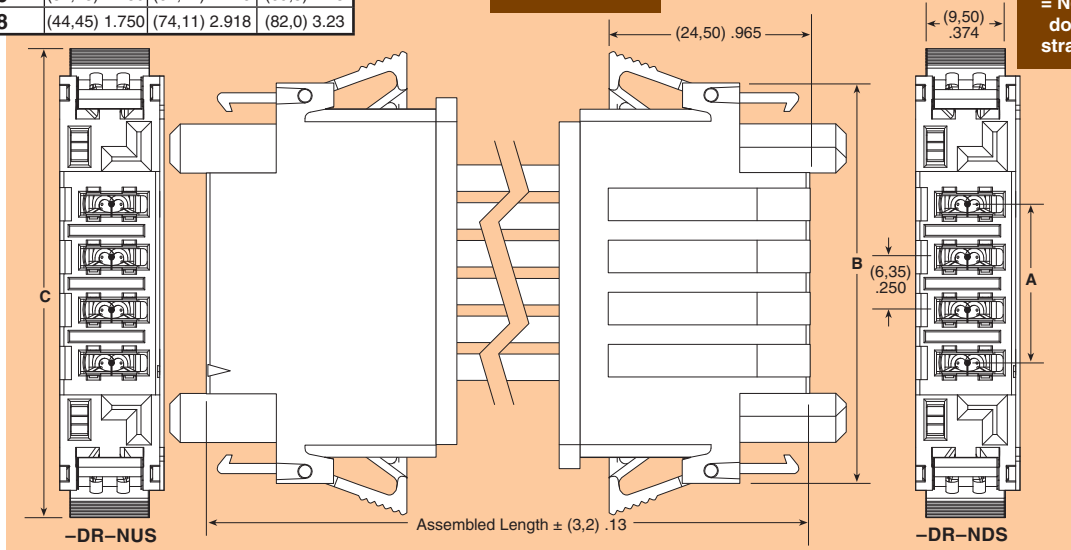 8 (44,45) 1.750 (74,11) 2.918 (82,0) 3.23
= N
do
stra
(24,50) .965
(9,50)
.374
C
B
(6,35)
.250
A
Assembled Length ± (3,2) .13
–DR–NUS
–DR–NDS